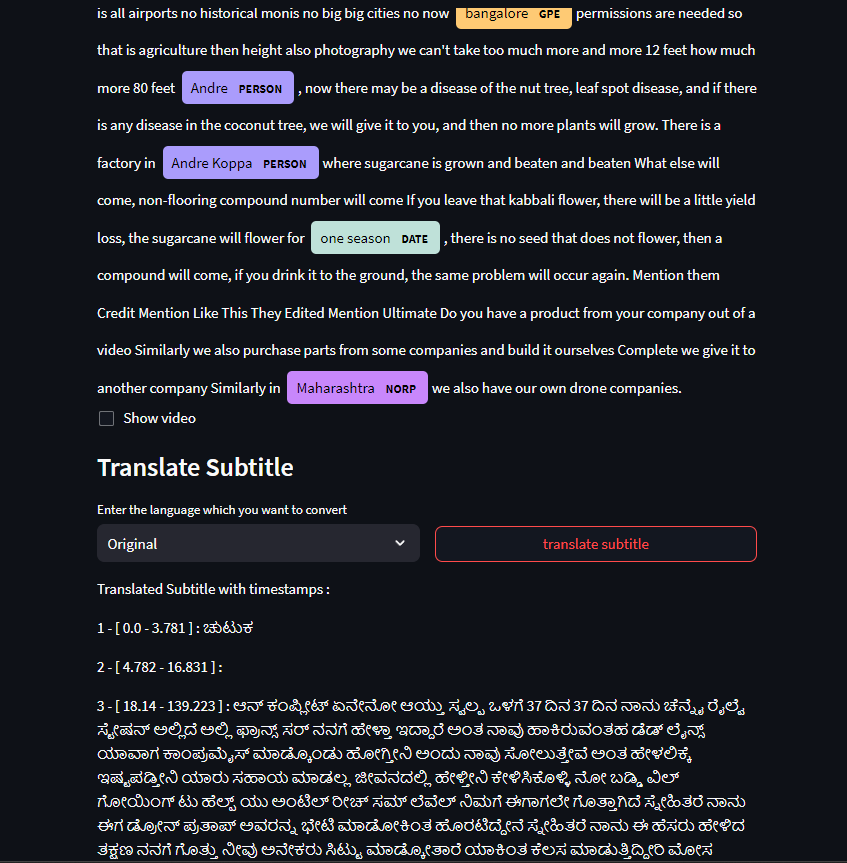 is all airports no historical monis no big big cities no now bangalore GPE permissions are needed so
that is agriculture then height also photography we can't take too much more and more 12 feet how much
more 80 feet Andre PERSON , now there may be a disease of the nut tree, leaf spot disease, and if there
is any disease in the coconut tree, we will give it to you, and then no more plants will grow. There is a
factory in Andre Koppa PERSON where sugarcane is grown and beaten and beaten What else will
come, non-flooring compound number will come If you leave that kabbali flower, there will be a little yield
loss, the sugarcane will flower for one season DATE , there is no seed that does not flower, then a
compound will come, if you drink it to the ground, the same problem will occur again. Mention them
Credit Mention Like This They Edited Mention Ultimate Do you have a product from your company out of a
video Similarly we also purchase parts from some companies and build it ourselves Complete we give it to
another company Similarly in Maharashtra NORP we also have our own drone companies.
Show video
Translate Subtitle
Enter the language which you want to convert
Original
translate subtitle
Translated Subtitle with timestamps :
1 - [ 0.0 - 3.781 ] : ಚುಟುಕ
2 - [ 4.782 - 16.831 ] :
3 - [ 18.14 - 139.223 ] : ಆನ್ ಕಂಪ್ಲೀಟ್ ಏನೇನೋ ಆಯ್ತು ಸ್ವಲ್ಪ ಒಳಗೆ 37 ದಿನ 37 ದಿನ ನಾನು ಚೆನ್ನೈ ರೈಲ್ವೆ
ಸ್ಟೇಷನ್ ಅಲ್ಲಿದೆ ಅಲ್ಲಿ ಫ್ರಾನ್ಸ್ ಸರ್ ನನಗೆ ಹೇಳ್ತಾ ಇದ್ದಾರೆ ಅಂತ ನಾವು ಹಾಕಿರುವಂತಹ ಡೆಡ್ ಲೈನ್ಸ್
ಯಾವಾಗ ಕಾಂಪ್ರಮೈಸ್ ಮಾಡ್ಕೊಂಡು ಹೋಗ್ತೀನಿ ಅಂದು ನಾವು ಸೋಲುತ್ತೇವೆ ಅಂತ ಹೇಳಲಿಕ್ಕೆ
ಇಷ್ಟಪಡ್ತೀನಿ ಯಾರು ಸಹಾಯ ಮಾಡಲ್ಲ ಜೀವನದಲ್ಲಿ ಹೇಳ್ತೀನಿ ಕೇಳಿಸಿಕೊಳ್ಳಿ ನೋ ಬಡ್ಡಿ ವಿಲ್
ಗೋಯಿಂಗ್ ಟು ಹೆಲ್ಪ್ ಯು ಅಂಟಿಲ್ ರೀಚ್ ಸಮ್ ಲೆವೆಲ್ ನಿಮಗೆ ಈಗಾಗಲೇ ಗೊತ್ತಾಗಿದೆ ಸ್ನೇಹಿತರೆ ನಾನು
ಈಗ ಡ್ರೋನ್ ಪ್ರತಾಪ್ ಅವರನ್ನ ಭೇಟಿ ಮಾಡೋಕಿಂತ ಹೊರಟಿದ್ದೇನೆ ಸ್ನೇಹಿತರೆ ನಾನು ಈ ಹೆಸರು ಹೇಳಿದ
ತಕ್ಷಣ ನನಗೆ ಗೊತ್ತು ನೀವು ಅನೇಕರು ಸಿಟ್ಟು ಮಾಡ್ಕೋತಾರೆ ಯಾಕಿಂತ ಕೆಲಸ ಮಾಡುತ್ತಿದ್ದೀರಿ ಮೋಸ